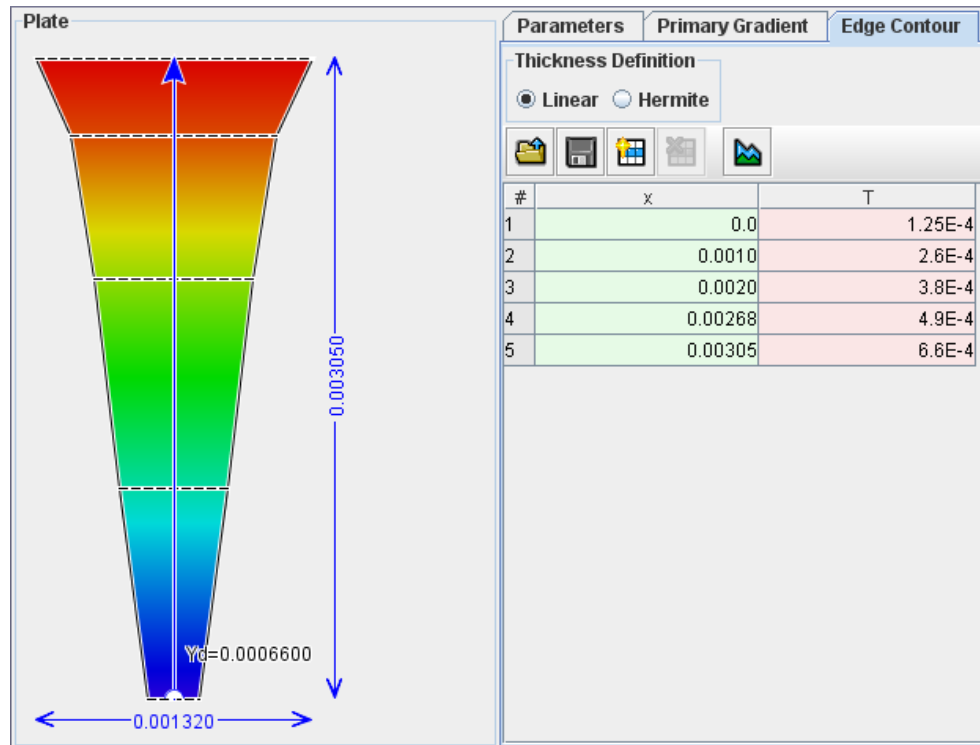 Plate
0.003050
Yd=0.0006600
0.001320
Parameters Primary Gradient Edge Contour
Thickness Definition
Linear Hermite
# x T
1 0.0 1.25E-4
2 0.0010 2.6E-4
3 0.0020 3.8E-4
4 0.00268 4.9E-4
5 0.00305 6.6E-4